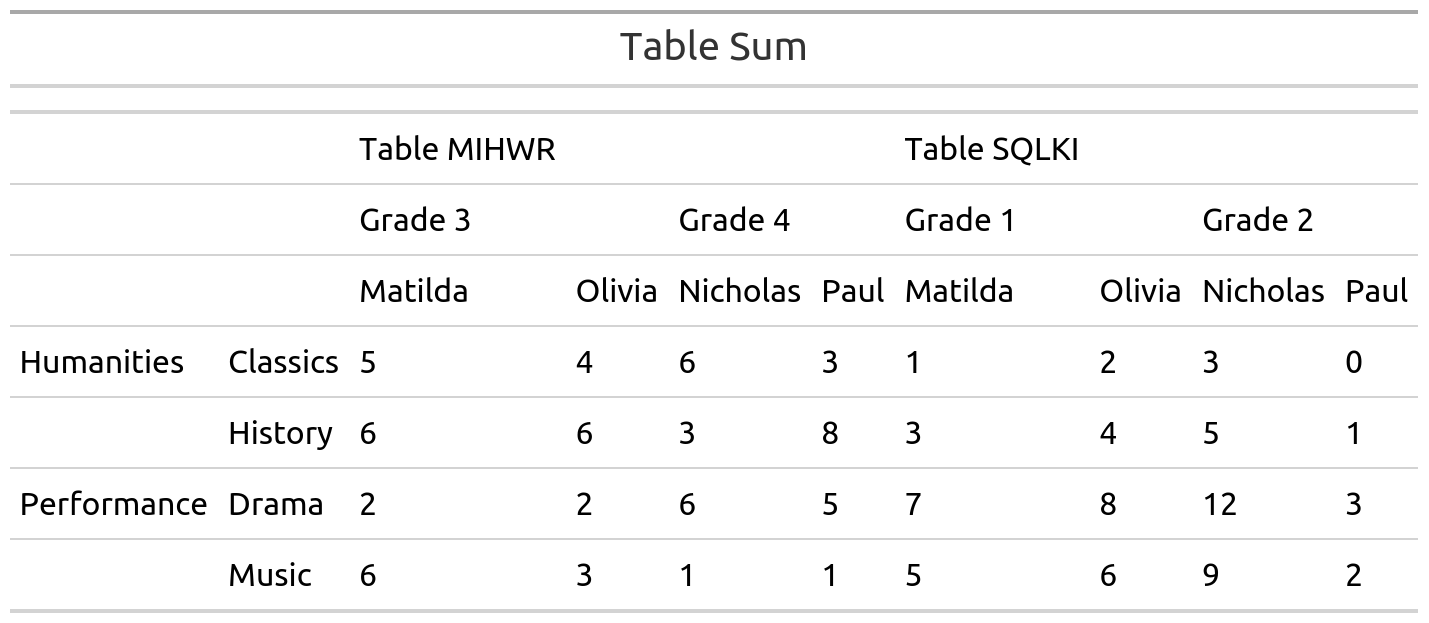 Table Sum
Table MIHWR Table SQLKI
Grade 3 Grade 4 Grade 1 Grade 2
Matilda Olivia Nicholas Paul Matilda Olivia Nicholas Paul
Humanities Classics 5 4 6 3 1 2 3 0
History 6 6 3 8 3 4 5 1
Performance Drama 2 2 6 5 7 8 12 3
Music 6 3 1 1 5 6 9 2